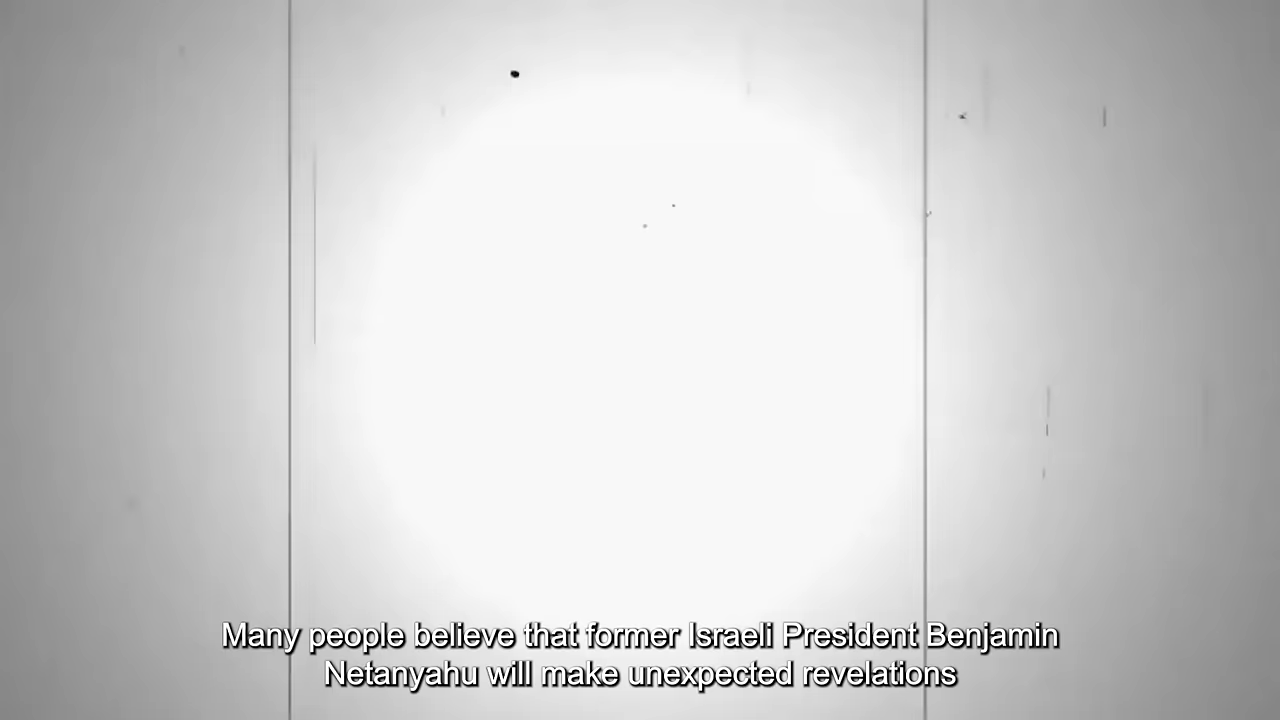 Many people believe that former Israeli President Benjamin
Netanyahu will make unexpected revelations